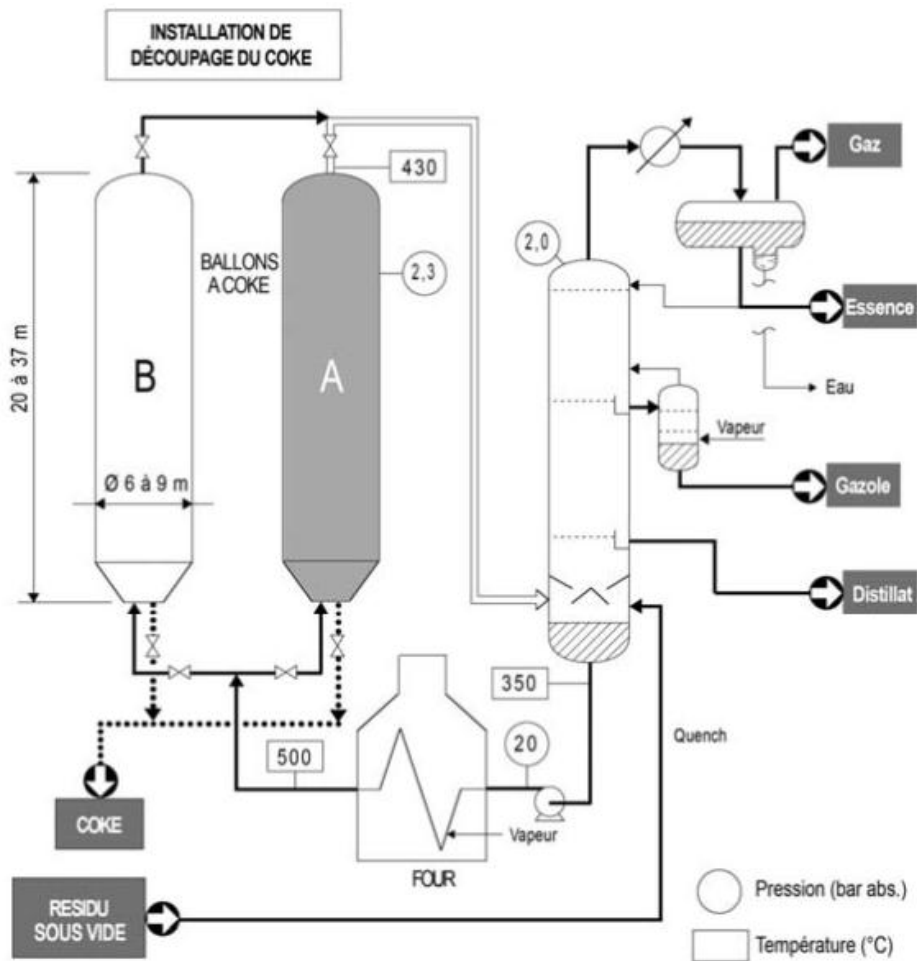 INSTALLATION DE
DÉCOUPAGE DU COKE
430
Gaz
BALLONS
A COKE
2,3
2,0
Essence
20 à 37 m
B
A
Eau
Vapeur
Ø 6 à 9 m
Gazole
Distillat
350
Quench
500
20
COKE
Vapeur
FOUR
RESIDU
SOUS VIDE
Pression (bar abs.)
Température (°C)